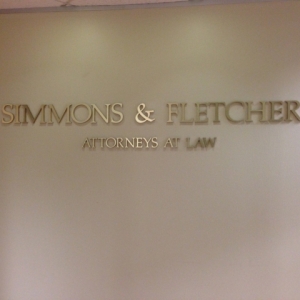 SIMMONS & FLETCHER
ATTORNEYS AT LAW